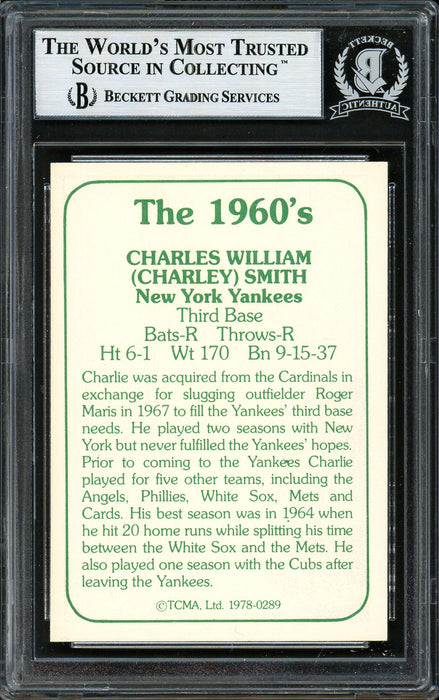 THE WORLD'S MOST TRUSTED
SOURCE IN COLLECTING™
B BECKETT GRADING SERVICES
BECKETT
B
AUTHENTIC
The 1960's
CHARLES WILLIAM
(CHARLEY) SMITH
New York Yankees
Third Base
Bats-R Throws-R
Ht 6-1 Wt 170 Bn 9-15-37
Charlie was acquired from the Cardinals in
exchange for slugging outfielder Roger
Maris in 1967 to fill the Yankees' third base
needs. He played two seasons with New
York but never fulfilled the Yankees' hopes.
Prior to coming to the Yankees Charlie
played for five other teams, including the
Angels, Phillies, White Sox, Mets and
Cards. His best season was in 1964 when
he hit 20 home runs while splitting his time
between the White Sox and the Mets. He
also played one season with the Cubs after
leaving the Yankees.
©TCMA, Ltd. 1978-0289